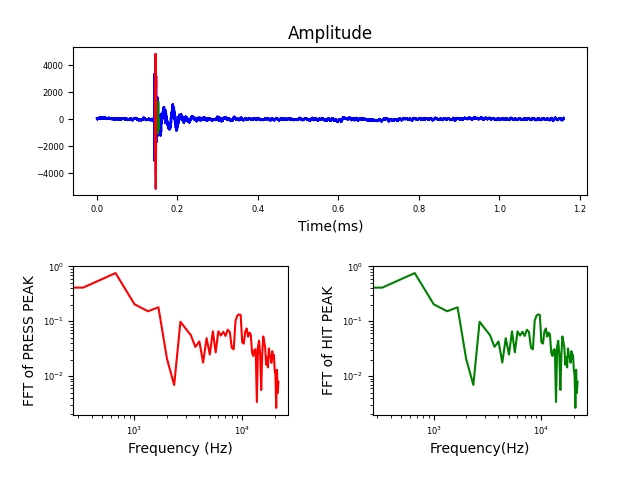 Amplitude
4000
2000
0
−2000
−4000
0.0 0.2 0.4 0.6 0.8 1.0 1.2
Time(ms)
FFT of PRESS PEAK
10⁰
10⁻¹
10⁻²
10³ 10⁴
Frequency (Hz)
FFT of HIT PEAK
10⁰
10⁻¹
10⁻²
10³ 10⁴
Frequency(Hz)